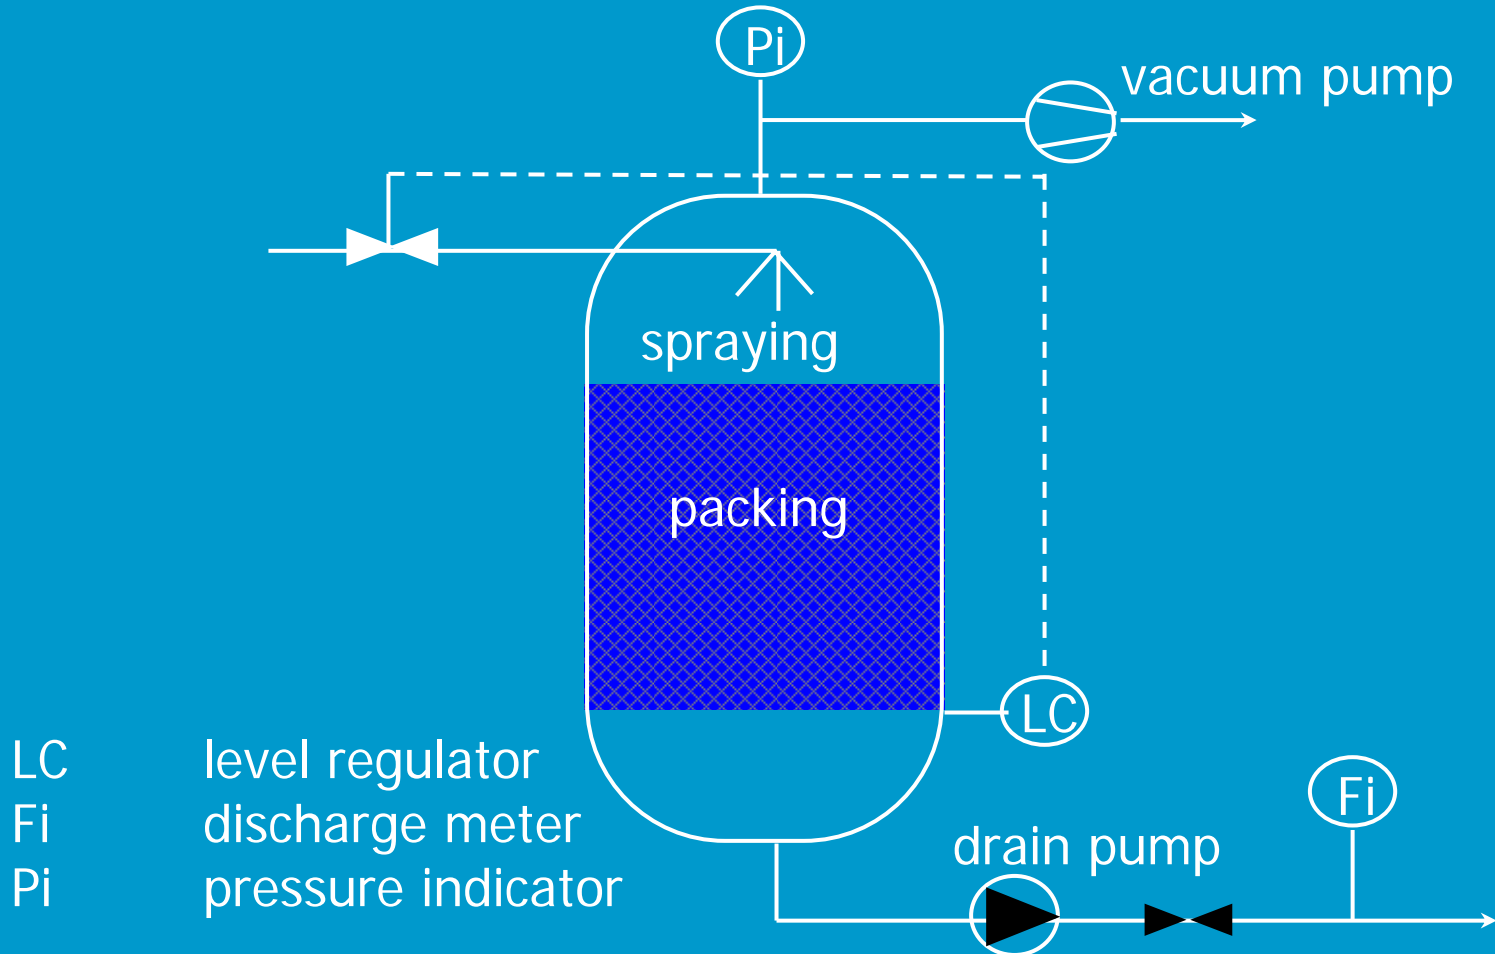 Pi
vacuum pump
spraying
packing
LC
LC level regulator
Fi discharge meter
Pi pressure indicator
Fi
drain pump